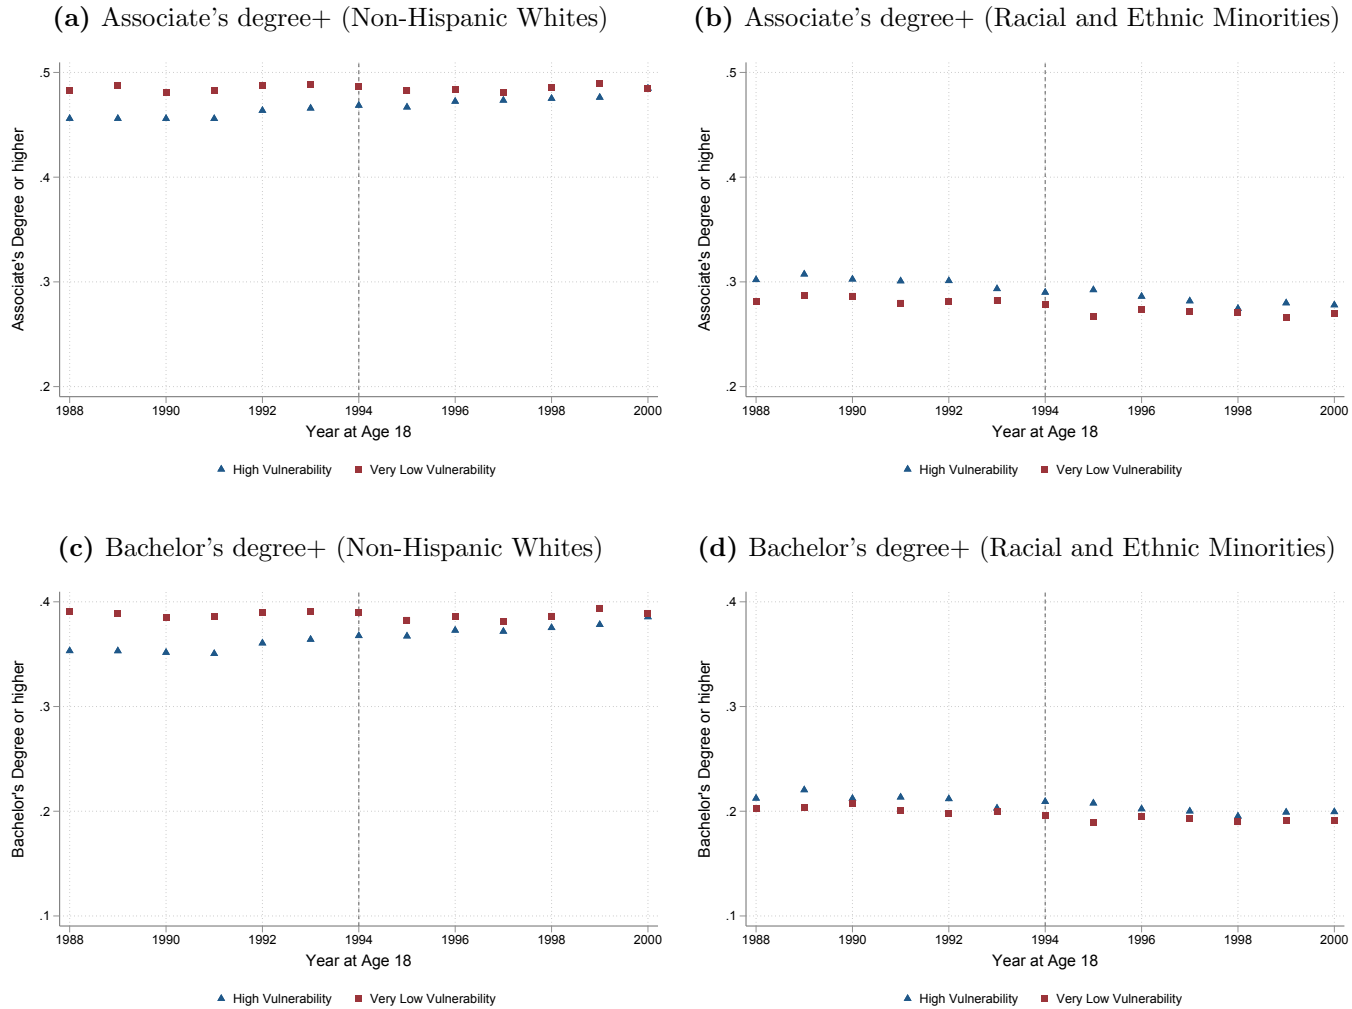 (a) Associate's degree+ (Non-Hispanic Whites)
.5
.4
.3
.2
Associate's Degree or higher
1988 1990 1992 1994 1996 1998 2000
Year at Age 18
High Vulnerability Very Low Vulnerability
(b) Associate's degree+ (Racial and Ethnic Minorities)
.5
.4
.3
.2
Associate's Degree or higher
1988 1990 1992 1994 1996 1998 2000
Year at Age 18
High Vulnerability Very Low Vulnerability
(c) Bachelor's degree+ (Non-Hispanic Whites)
.4
.3
.2
.1
Bachelor's Degree or higher
1988 1990 1992 1994 1996 1998 2000
Year at Age 18
High Vulnerability Very Low Vulnerability
(d) Bachelor's degree+ (Racial and Ethnic Minorities)
.4
.3
.2
.1
Bachelor's Degree or higher
1988 1990 1992 1994 1996 1998 2000
Year at Age 18
High Vulnerability Very Low Vulnerability